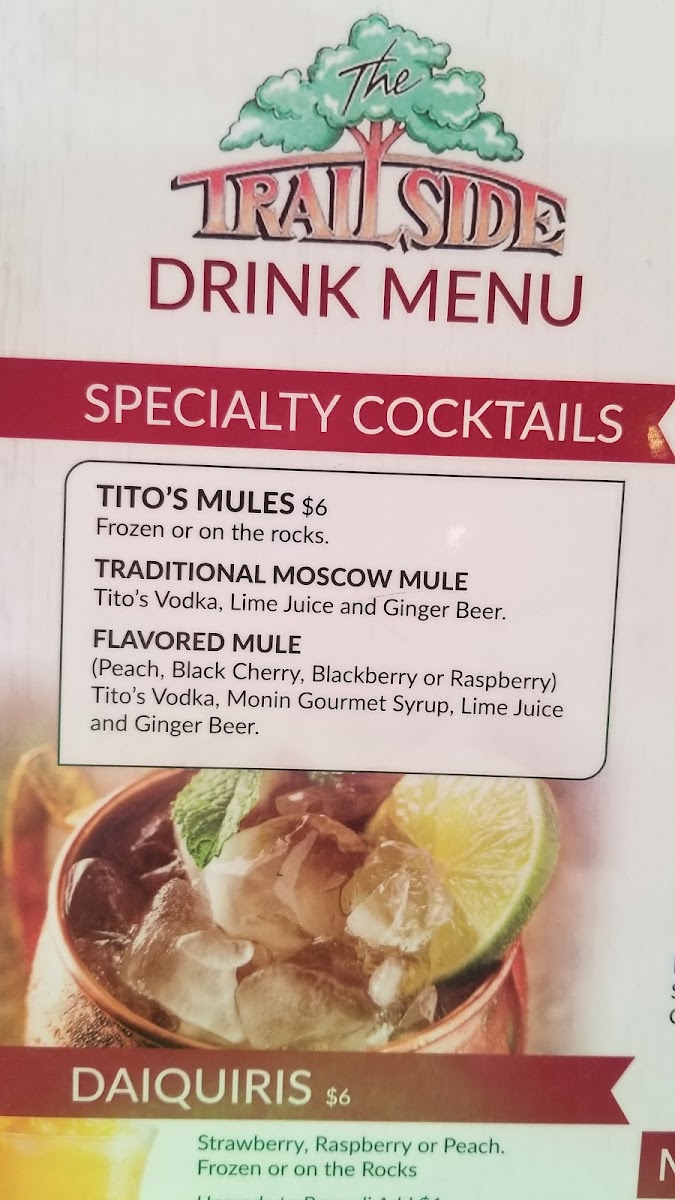 The
TRAILSIDE
DRINK MENU
SPECIALTY COCKTAILS
TITO'S MULES $6
Frozen or on the rocks.
TRADITIONAL MOSCOW MULE
Tito's Vodka, Lime Juice and Ginger Beer.
FLAVORED MULE
(Peach, Black Cherry, Blackberry or Raspberry)
Tito's Vodka, Monin Gourmet Syrup, Lime Juice
and Ginger Beer.
DAIQUIRIS $6
Strawberry, Raspberry or Peach.
Frozen or on the Rocks